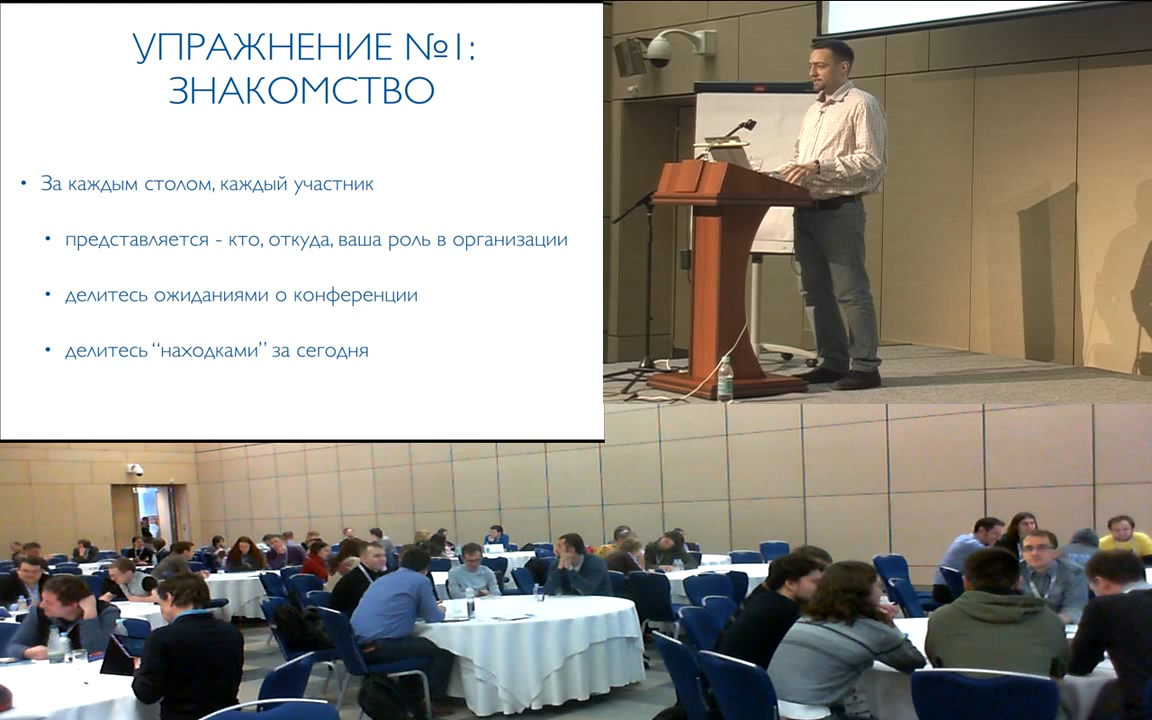 УПРАЖНЕНИЕ №1:
ЗНАКОМСТВО
• За каждым столом, каждый участник
• представляется - кто, откуда, ваша роль в организации
• делитесь ожиданиями о конференции
• делитесь “находками” за сегодня